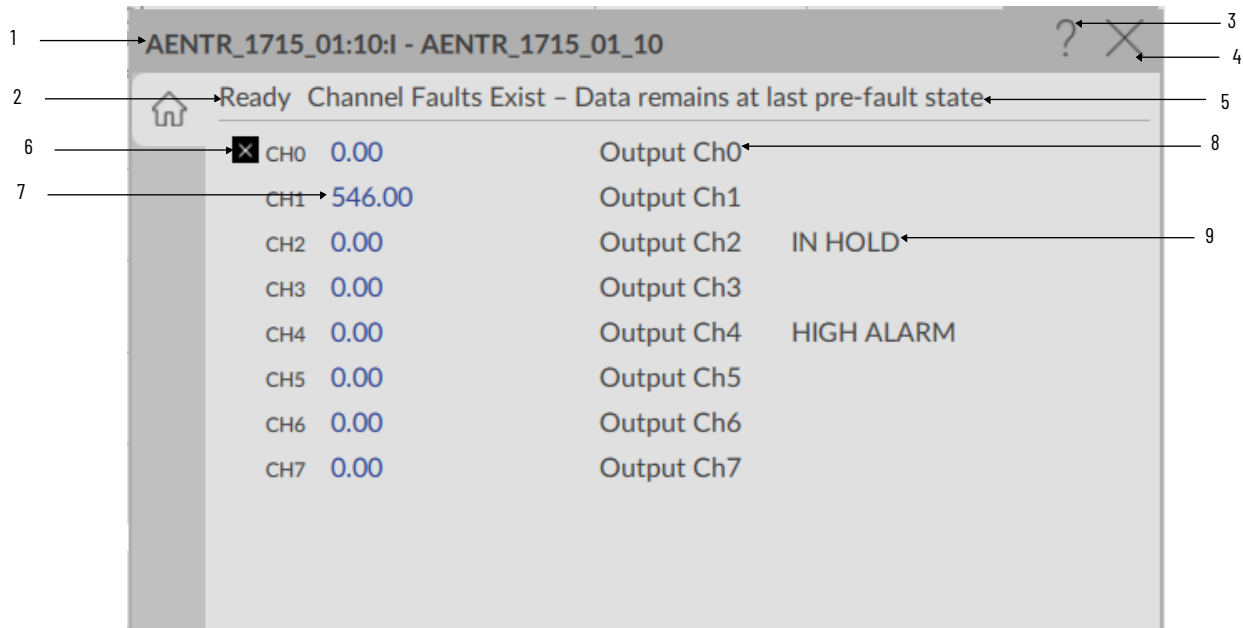 1 AENTR_1715_01:10:I - AENTR_1715_01_10 ? 3
4
2 Ready Channel Faults Exist – Data remains at last pre-fault state 5
6 CH0 0.00 Output Ch0 8
7 CH1 546.00 Output Ch1
CH2 0.00 Output Ch2 IN HOLD 9
CH3 0.00 Output Ch3
CH4 0.00 Output Ch4 HIGH ALARM
CH5 0.00 Output Ch5
CH6 0.00 Output Ch6
CH7 0.00 Output Ch7